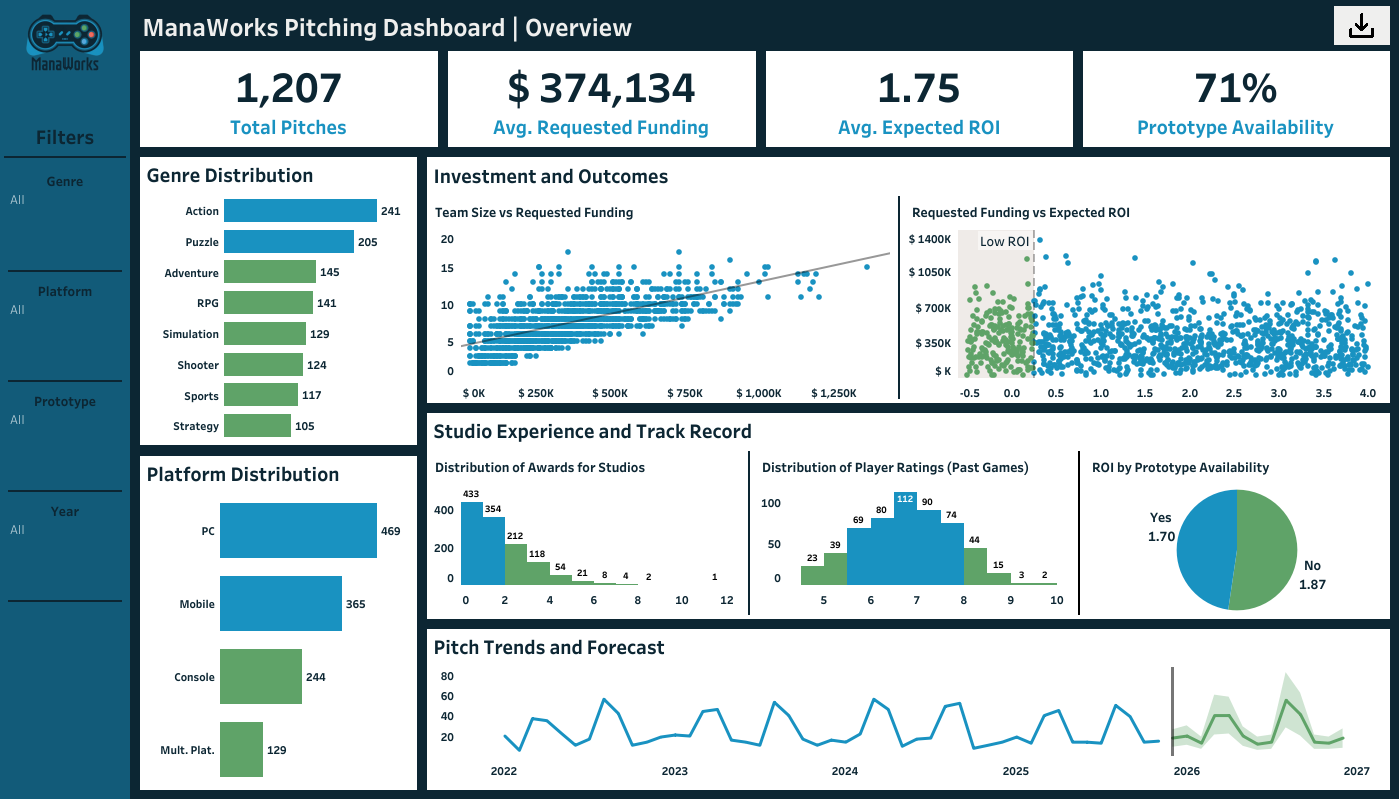 ManaWorks
Filters
Genre
All
Platform
All
Prototype
All
Year
All
ManaWorks Pitching Dashboard | Overview
1,207
Total Pitches
$ 374,134
Avg. Requested Funding
1.75
Avg. Expected ROI
71%
Prototype Availability
Genre Distribution
Action 241
Puzzle 205
Adventure 145
RPG 141
Simulation 129
Shooter 124
Sports 117
Strategy 105
Platform Distribution
PC 469
Mobile 365
Console 244
Mult. Plat. 129
Investment and Outcomes
Team Size vs Requested Funding
20
15
10
5
0
$ 0K $ 250K $ 500K $ 750K $ 1,000K $ 1,250K
Requested Funding vs Expected ROI
Low ROI
$ 1400K
$ 1050K
$ 700K
$ 350K
$ K
-0.5 0.0 0.5 1.0 1.5 2.0 2.5 3.0 3.5 4.0
Studio Experience and Track Record
Distribution of Awards for Studios
433
354
212
118
54
21
8
4
2
1
400
200
0
0 2 4 6 8 10 12
Distribution of Player Ratings (Past Games)
23
39
69
80
112
90
74
44
15
3
2
100
50
0
5 6 7 8 9 10
ROI by Prototype Availability
Yes
1.70
No
1.87
Pitch Trends and Forecast
80
60
40
20
2022 2023 2024 2025 2026 2027